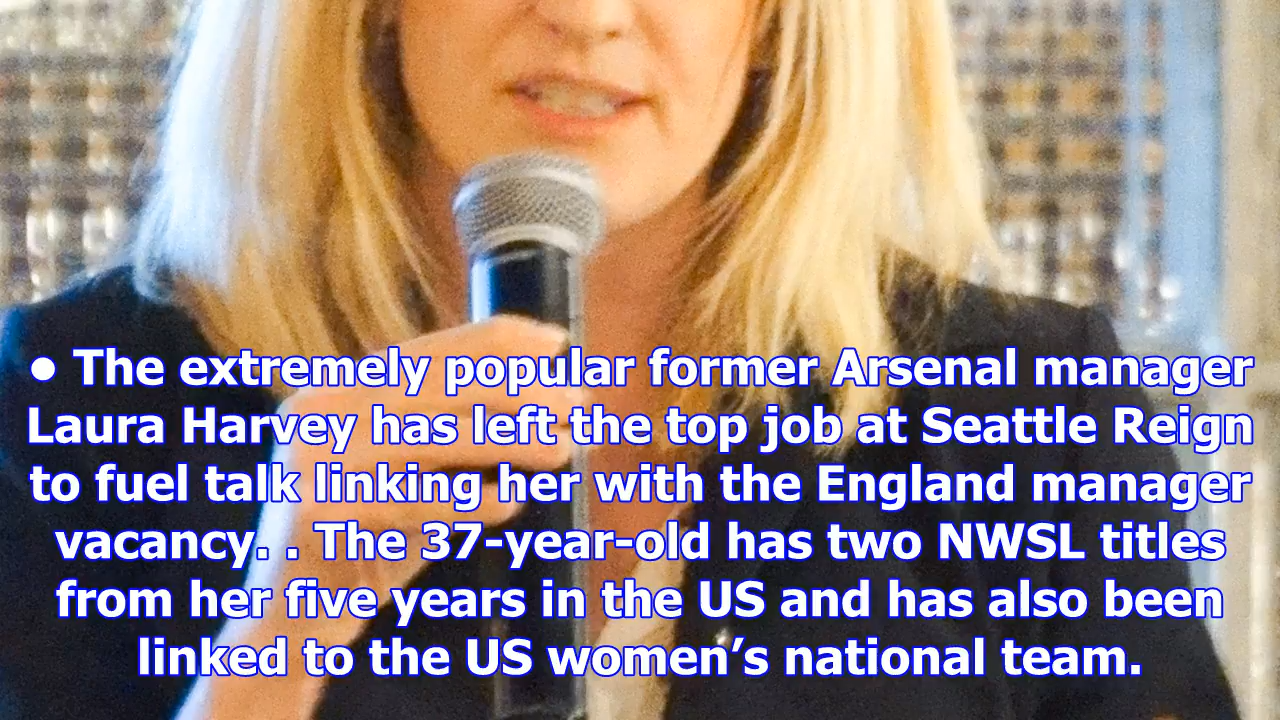 • The extremely popular former Arsenal manager
Laura Harvey has left the top job at Seattle Reign
to fuel talk linking her with the England manager
vacancy. . The 37-year-old has two NWSL titles
from her five years in the US and has also been
linked to the US women’s national team.